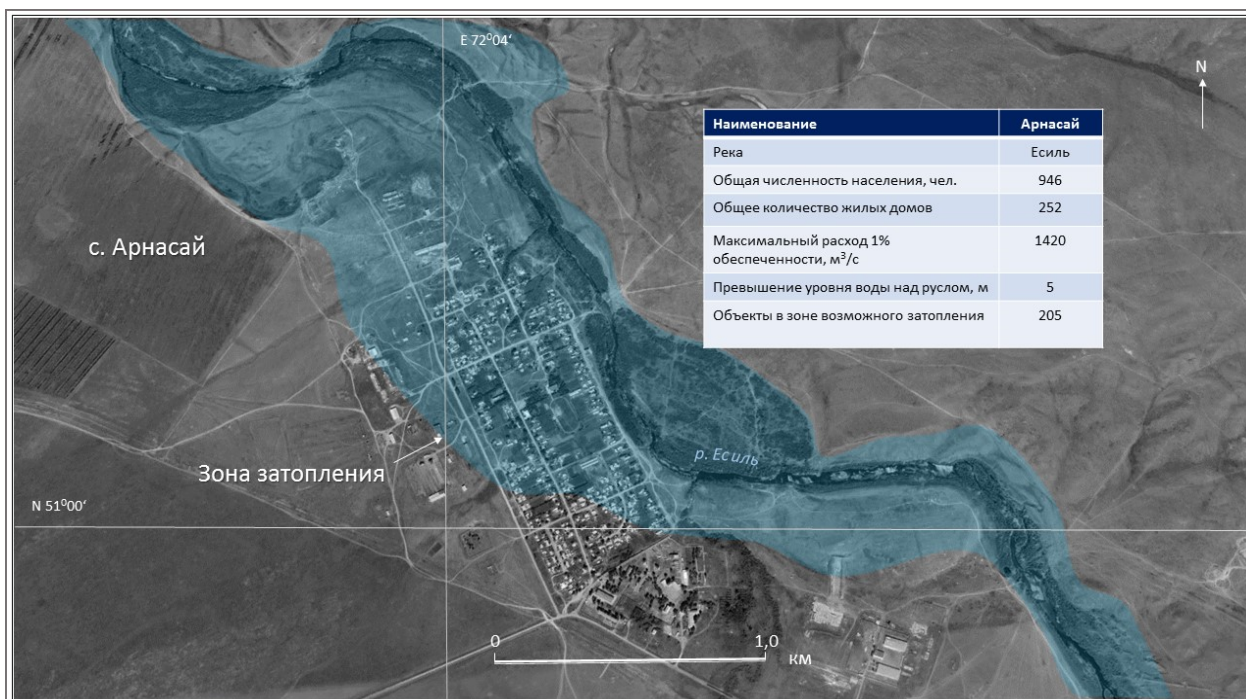 E 72⁰04‘
N
Наименование Арнасай
Река Есиль
Общая численность населения, чел. 946
Общее количество жилых домов 252
Максимальный расход 1% 1420
обеспеченности, м³/с
Превышение уровня воды над руслом, м 5
Объекты в зоне возможного затопления 205
с. Арнасай
р. Есиль
Зона затопления
N 51⁰00‘
0 1,0
км